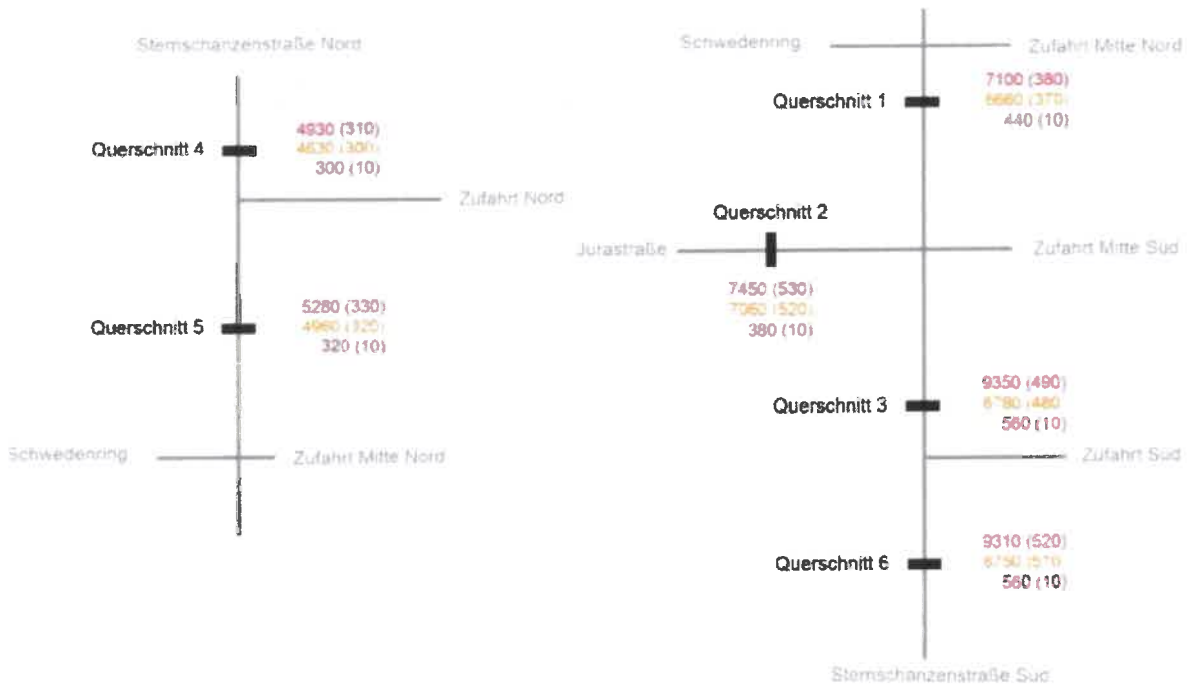 Sternschanzenstraße Nord
Querschnitt 4
4930 (310)
4630 (300)
300 (10)
Zufahrt Nord
Querschnitt 5
5280 (330)
4960 (320)
320 (10)
Schwedenring
Zufahrt Mitte Nord
Schwedenring
Zufahrt Mitte Nord
Querschnitt 1
7100 (380)
6660 (370)
440 (10)
Querschnitt 2
Jurastraße
Zufahrt Mitte Süd
7450 (530)
7060 (520)
380 (10)
Querschnitt 3
9350 (490)
(480
560 (10)
Zufahrt Süd
Querschnitt 6
9310 (520)
560 (10)
Sternschanzenstraße Süd